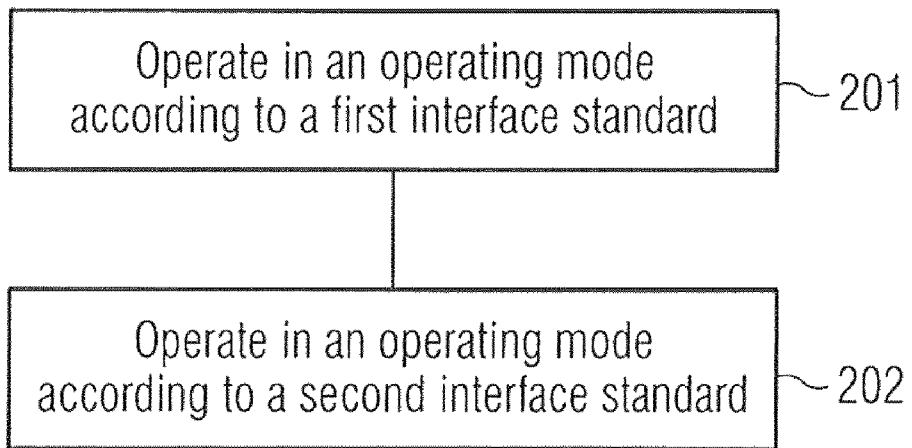 Operate in an operating mode
according to a first interface standard
201
Operate in an operating mode
according to a second interface standard
202